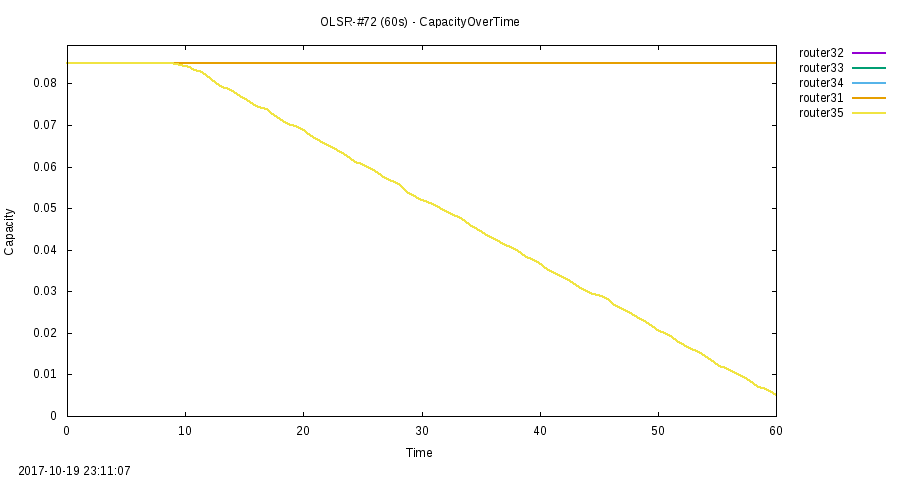 OLSR-#72 (60s) - CapacityOverTime
router32
router33
router34
router31
router35
0.08
0.07
0.06
0.05
0.04
0.03
0.02
0.01
0
Capacity
0 10 20 30 40 50 60
Time
2017-10-19 23:11:07